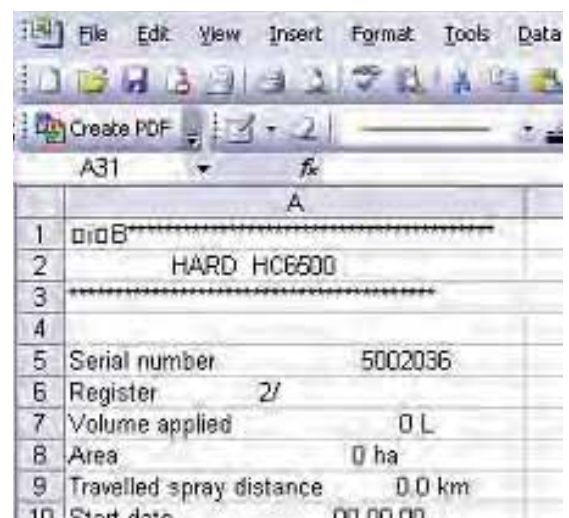 File Edit View Insert Format Tools Data
Create PDF
A31 fx
A
1 ¤i¤B****************************************
2 HARD HC6500
3 ****************************************
4
5 Serial number 5002036
6 Register 2/
7 Volume applied 0 L
8 Area 0 ha
9 Travelled spray distance 0.0 km
10 Start date 00.00.00